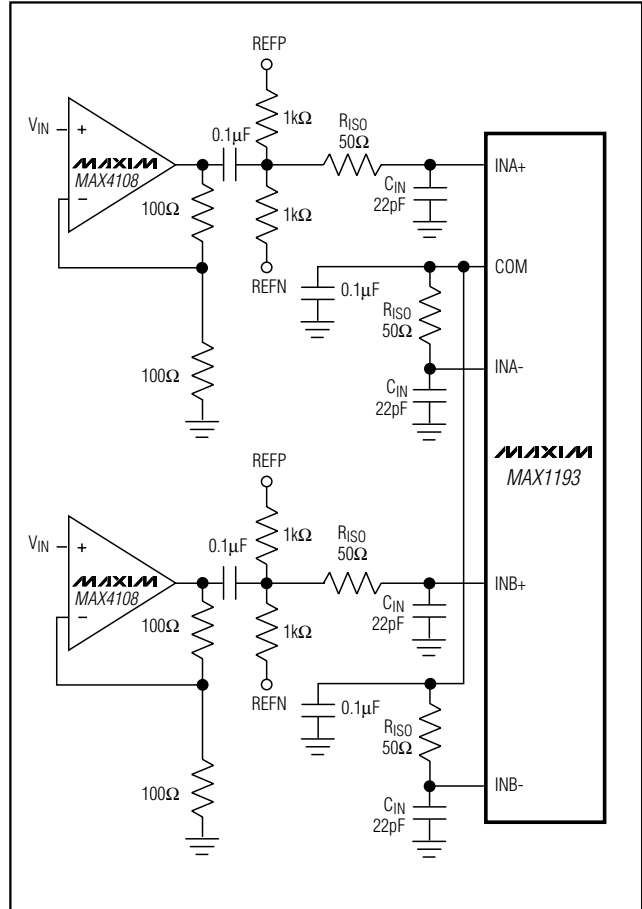 REFP
VIN
+
MAXIM
MAX4108
-
0.1µF
1kΩ
RISO
50Ω
INA+
CIN
22pF
100Ω
1kΩ
REFN
COM
0.1µF
RISO
50Ω
INA-
100Ω
CIN
22pF
MAXIM
MAX1193
REFP
VIN
+
MAXIM
MAX4108
-
0.1µF
1kΩ
RISO
50Ω
INB+
CIN
22pF
100Ω
1kΩ
REFN
0.1µF
RISO
50Ω
INB-
100Ω
CIN
22pF